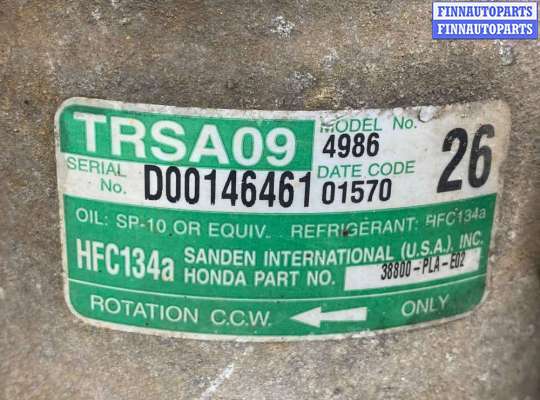 FINNAUTOPARTS
FINNAUTOPARTS
TRSA09 MODEL No. 4986 26
SERIAL No. D00146461 DATE CODE 01570
OIL: SP-10 OR EQUIV. REFRIGERANT: HFC134a
HFC134a SANDEN INTERNATIONAL (U.S.A.), INC.
HONDA PART NO. 38800-PLA-E02
ROTATION C.C.W. ONLY